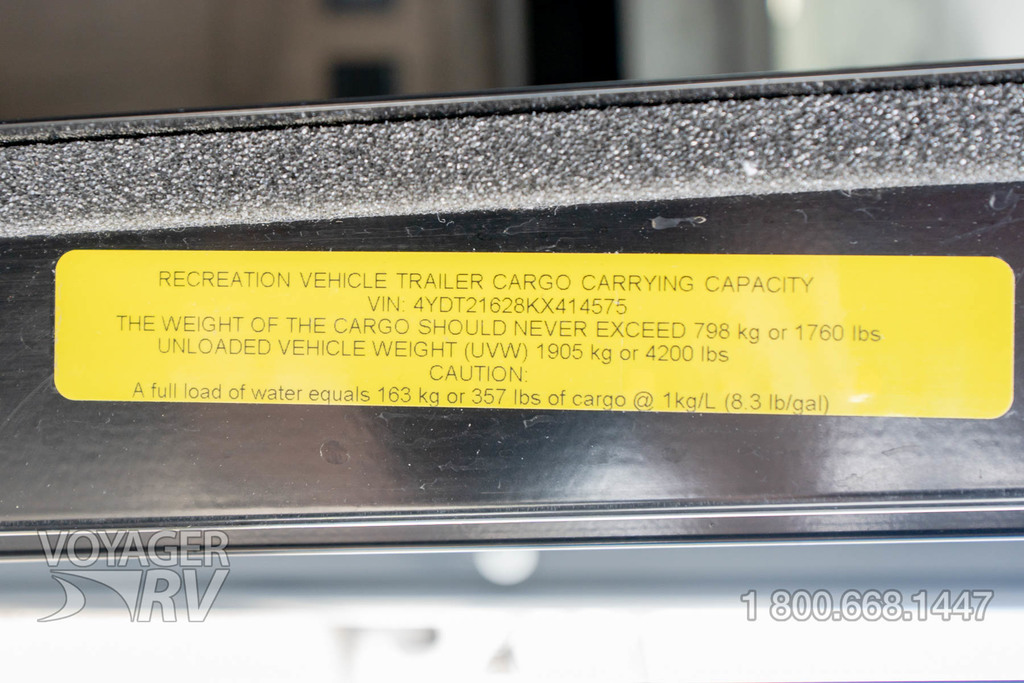 RECREATION VEHICLE TRAILER CARGO CARRYING CAPACITY
VIN: 4YDT21628KX414575
THE WEIGHT OF THE CARGO SHOULD NEVER EXCEED 798 kg or 1760 lbs
UNLOADED VEHICLE WEIGHT (UVW) 1905 kg or 4200 lbs
CAUTION:
A full load of water equals 163 kg or 357 lbs of cargo @ 1kg/L (8.3 lb/gal)
VOYAGER
RV
1 800.668.1447